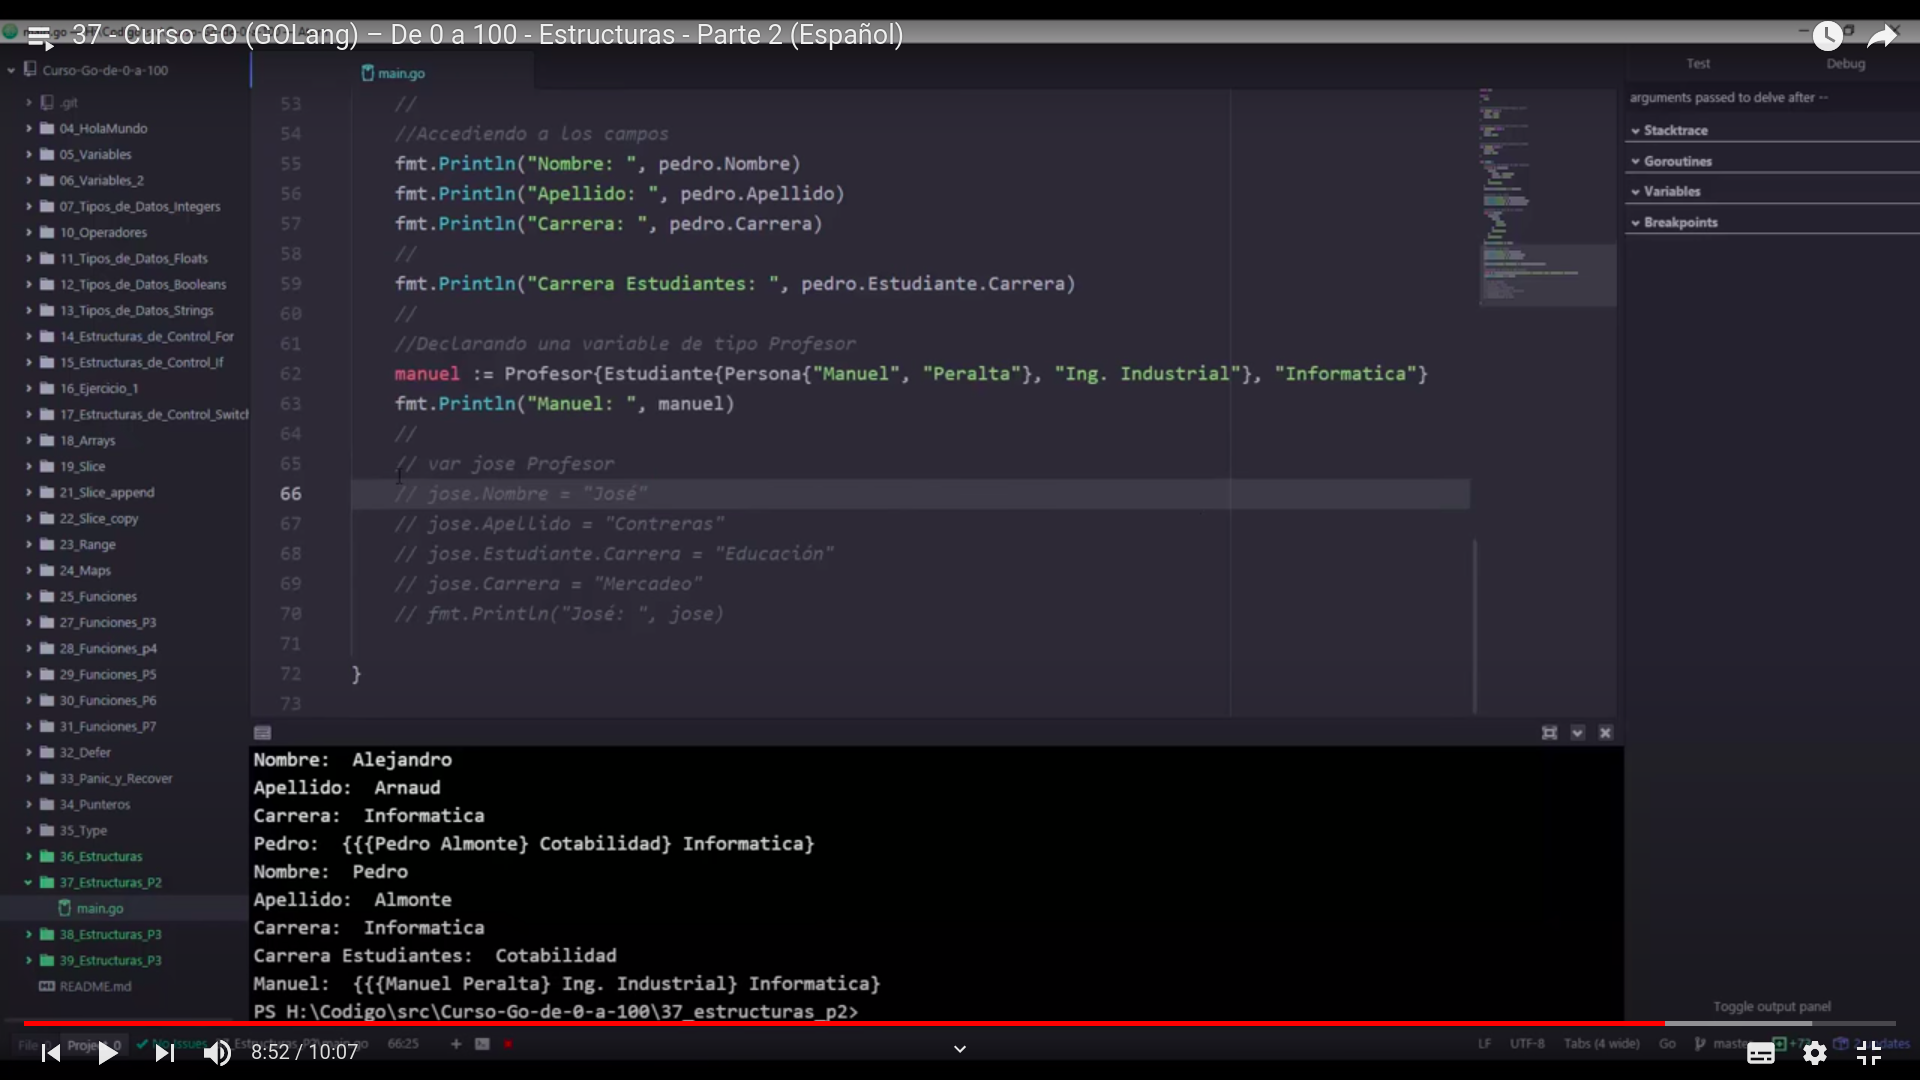 37 - Curso GO (GOLang) – De 0 a 100 - Estructuras - Parte 2 (Español)
Curso-Go-de-0-a-100
.git
04_HolaMundo
05_Variables
06_Variables_2
07_Tipos_de_Datos_Integers
10_Operadores
11_Tipos_de_Datos_Floats
12_Tipos_de_Datos_Booleans
13_Tipos_de_Datos_Strings
14_Estructuras_de_Control_For
15_Estructuras_de_Control_If
16_Ejercicio_1
17_Estructuras_de_Control_Switch
18_Arrays
19_Slice
21_Slice_append
22_Slice_copy
23_Range
24_Maps
25_Funciones
27_Funciones_P3
28_Funciones_p4
29_Funciones_P5
30_Funciones_P6
31_Funciones_P7
32_Defer
33_Panic_y_Recover
34_Punteros
35_Type
36_Estructuras
37_Estructuras_P2
main.go
38_Estructuras_P3
39_Estructuras_P3
README.md
main.go
53 //
54 //Accediendo a los campos
55 fmt.Println("Nombre: ", pedro.Nombre)
56 fmt.Println("Apellido: ", pedro.Apellido)
57 fmt.Println("Carrera: ", pedro.Carrera)
58 //
59 fmt.Println("Carrera Estudiantes: ", pedro.Estudiante.Carrera)
60 //
61 //Declarando una variable de tipo Profesor
62 manuel := Profesor{Estudiante{Persona{"Manuel", "Peralta"}, "Ing. Industrial"}, "Informatica"}
63 fmt.Println("Manuel: ", manuel)
64 //
65 // var jose Profesor
66 // jose.Nombre = "José"
67 // jose.Apellido = "Contreras"
68 // jose.Estudiante.Carrera = "Educación"
69 // jose.Carrera = "Mercadeo"
70 // fmt.Println("José: ", jose)
71
72 }
73
Test Debug
arguments passed to delve after --
Stacktrace
Goroutines
Variables
Breakpoints
Nombre: Alejandro
Apellido: Arnaud
Carrera: Informatica
Pedro: {{{Pedro Almonte} Cotabilidad} Informatica}
Nombre: Pedro
Apellido: Almonte
Carrera: Informatica
Carrera Estudiantes: Cotabilidad
Manuel: {{{Manuel Peralta} Ing. Industrial} Informatica}
PS H:\Codigo\src\Curso-Go-de-0-a-100\37_estructuras_p2>
Toggle output panel
File Project 0 No Issues main.go 66:25 + LF UTF-8 Tabs (4 wide) Go
8:52 / 10:07